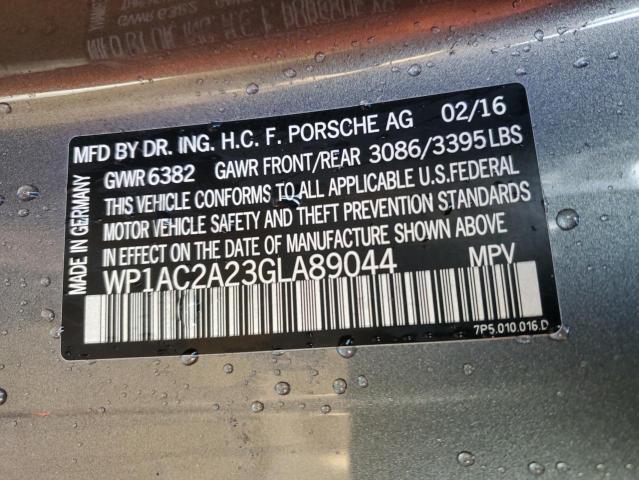 MFD BY DR. ING. H.C. F. PORSCHE AG 02/16
GVWR 6382 GAWR FRONT/REAR 3086/3395 LBS
THIS VEHICLE CONFORMS TO ALL APPLICABLE U.S. FEDERAL
MOTOR VEHICLE SAFETY AND THEFT PREVENTION STANDARDS
IN EFFECT ON THE DATE OF MANUFACTURE SHOWN ABOVE
WP1AC2A23GLA89044 MPV
7P5.010.016.D
MADE IN GERMANY